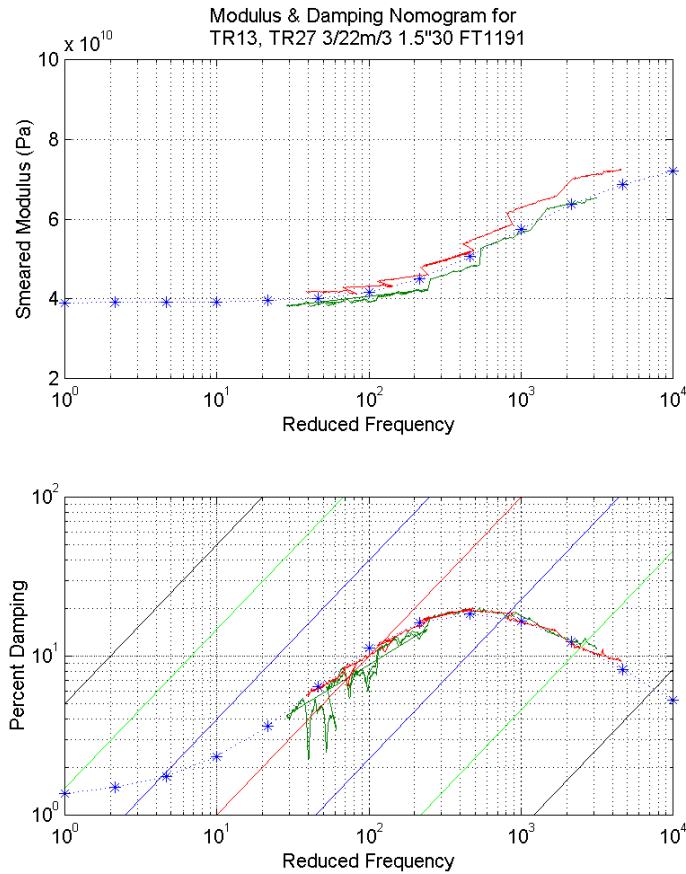 Modulus & Damping Nomogram for
TR13, TR27 3/22m/3 1.5"30 FT1191
x 10^10
10
8
6
4
2
Smeared Modulus (Pa)
10^0 10^1 10^2 10^3 10^4
Reduced Frequency
10^2
10^1
10^0
Percent Damping
10^0 10^1 10^2 10^3 10^4
Reduced Frequency